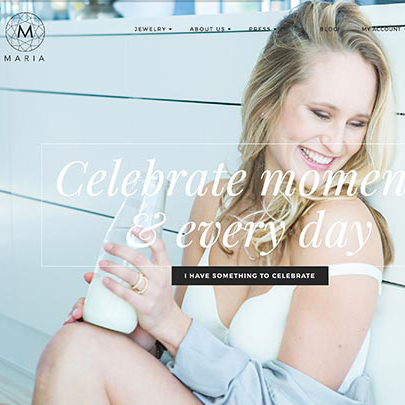 M
MARIA
JEWELRY
ABOUT US
PRESS
BLOG
MY ACCOUNT
Celebrate momen
& every day
I HAVE SOMETHING TO CELEBRATE